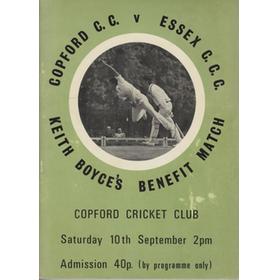 COPFORD C.C. V ESSEX C.C.C.
KEITH BOYCE'S BENEFIT MATCH
COPFORD CRICKET CLUB
Saturday 10th September 2pm
Admission 40p. (by programme only)